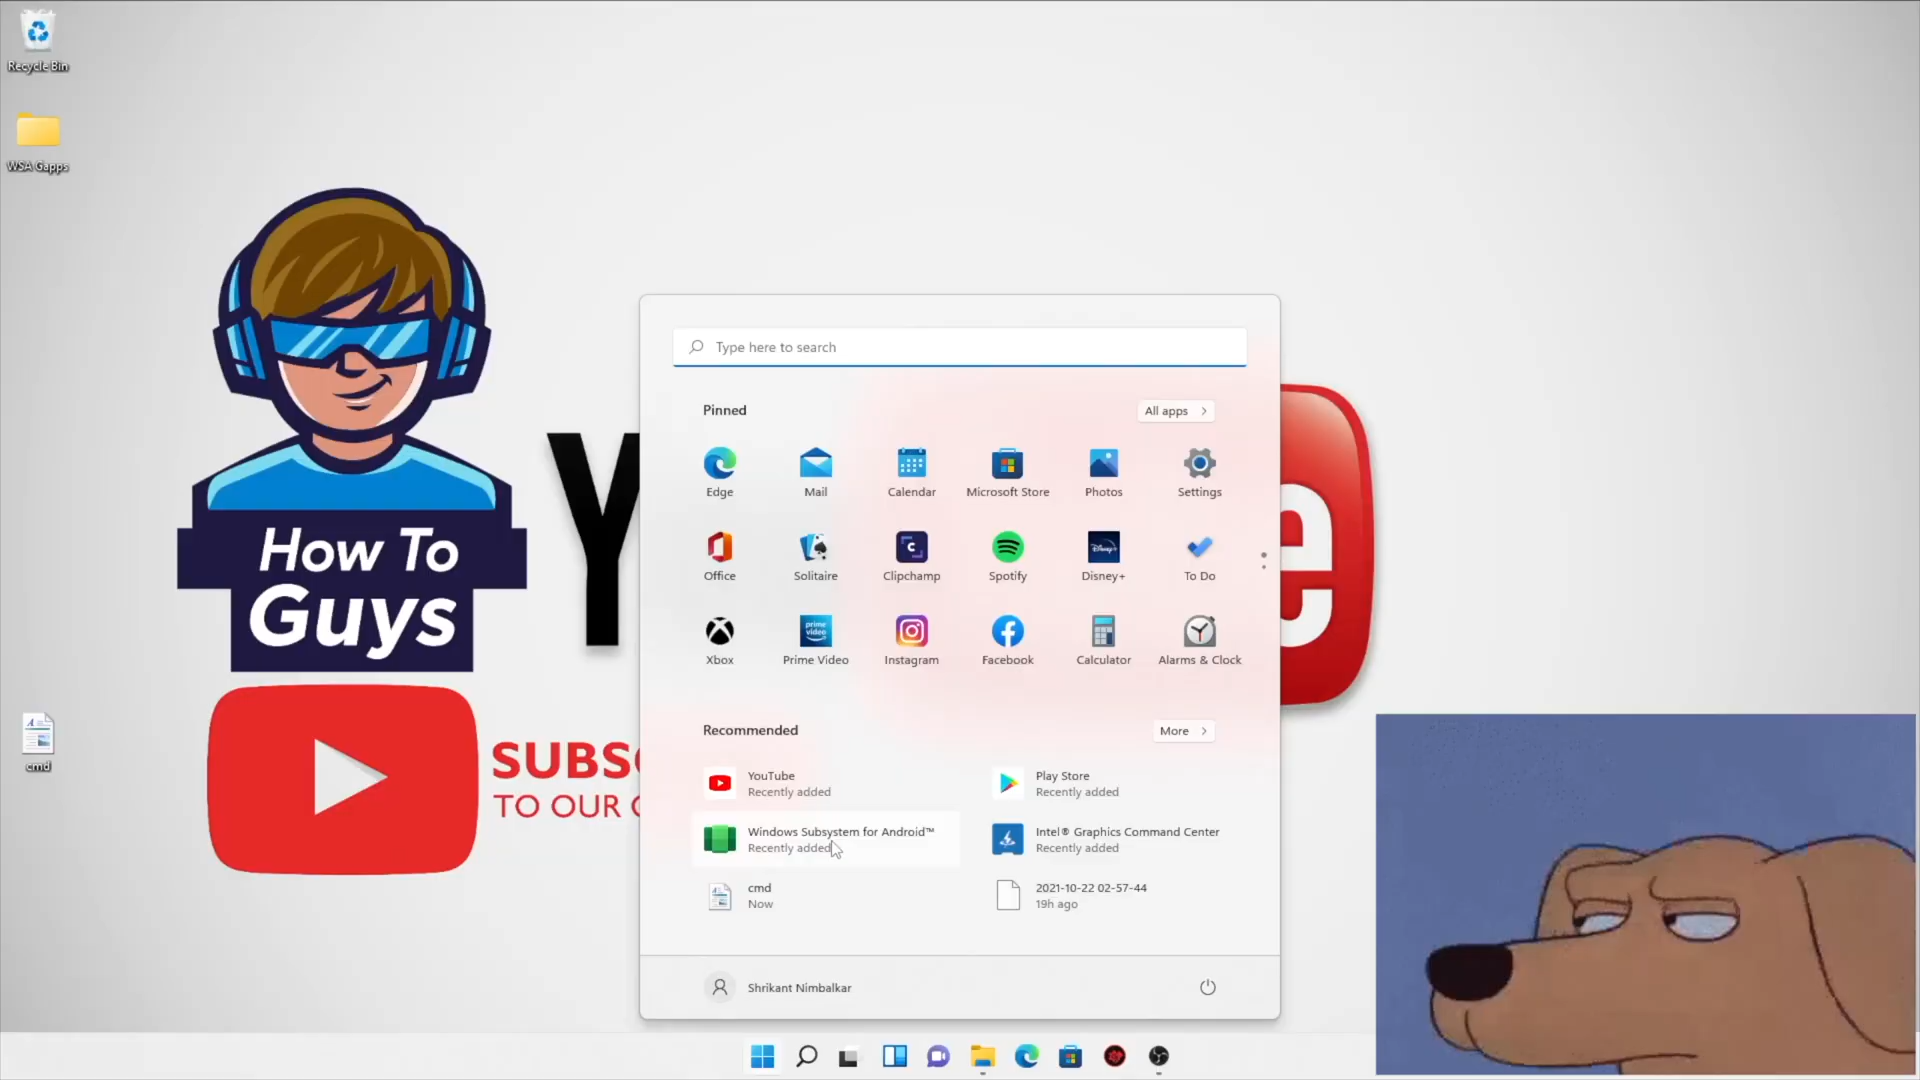 Recycle Bin
WSA Gapps
How To
Guys
Y
e
SUBS
TO OUR
cmd
Type here to search
Pinned
All apps
Edge
Mail
Calendar
Microsoft Store
Photos
Settings
Office
Solitaire
Clipchamp
Spotify
Disney+
To Do
Xbox
prime video
Prime Video
Instagram
Facebook
Calculator
Alarms & Clock
Recommended
More
YouTube
Recently added
Play Store
Recently added
Windows Subsystem for Android™
Recently added
Intel® Graphics Command Center
Recently added
cmd
Now
2021-10-22 02-57-44
19h ago
Shrikant Nimbalkar